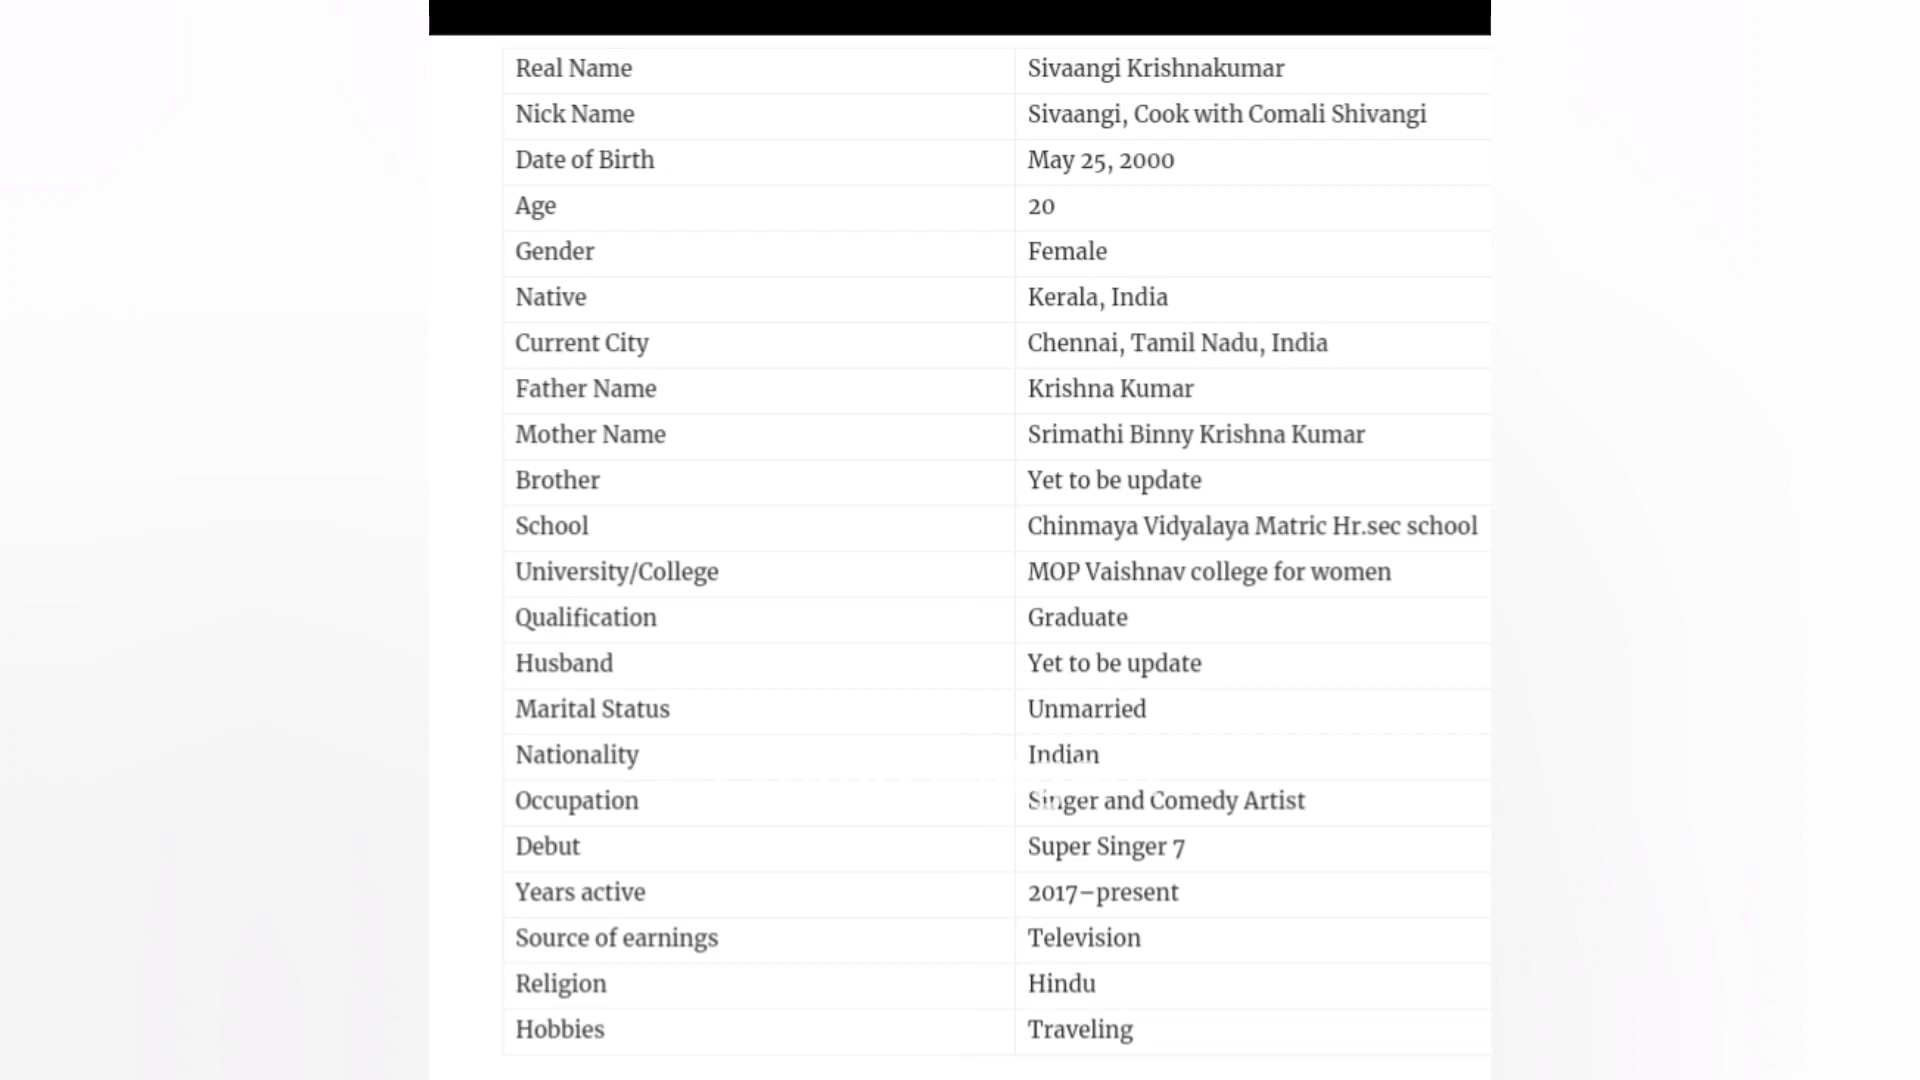 Real Name Sivaangi Krishnakumar
Nick Name Sivaangi, Cook with Comali Shivangi
Date of Birth May 25, 2000
Age 20
Gender Female
Native Kerala, India
Current City Chennai, Tamil Nadu, India
Father Name Krishna Kumar
Mother Name Srimathi Binny Krishna Kumar
Brother Yet to be update
School Chinmaya Vidyalaya Matric Hr.sec school
University/College MOP Vaishnav college for women
Qualification Graduate
Husband Yet to be update
Marital Status Unmarried
Nationality Indian
Occupation Singer and Comedy Artist
Debut Super Singer 7
Years active 2017–present
Source of earnings Television
Religion Hindu
Hobbies Traveling